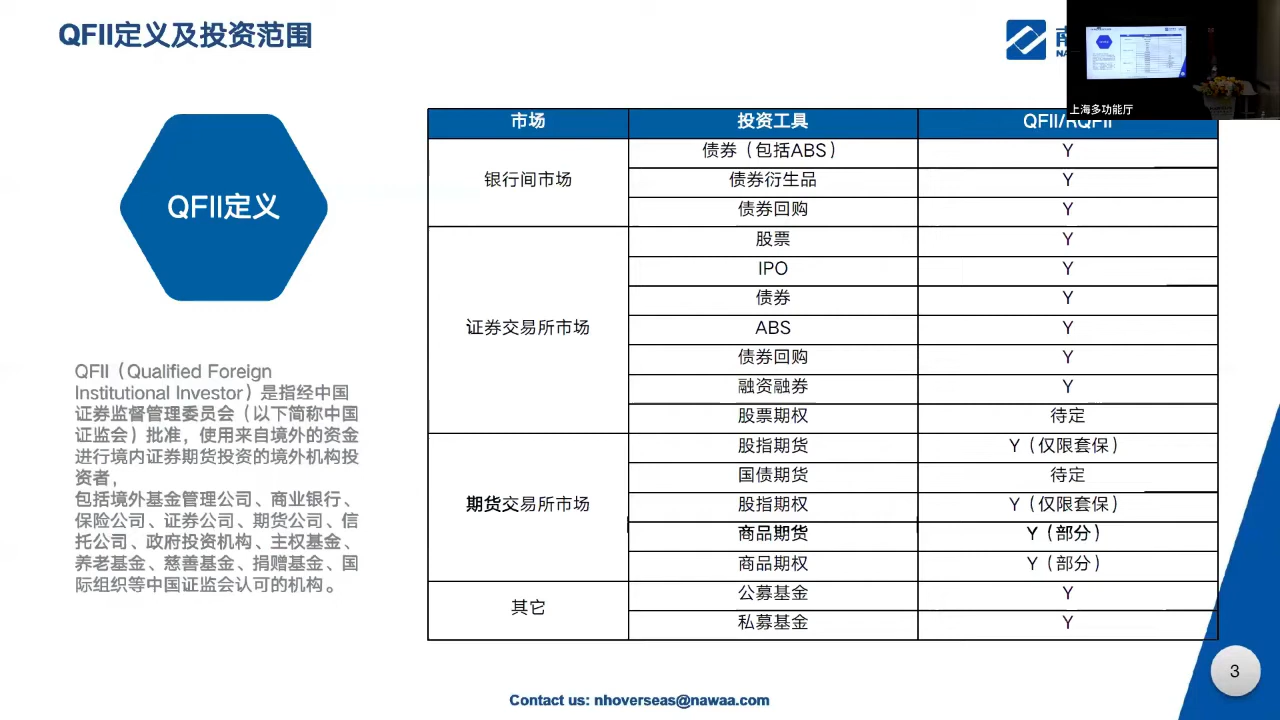 QFII定义及投资范围
南
NA
上海多功能厅
QFII定义
QFII（Qualified Foreign
Institutional Investor）是指经中国
证券监督管理委员会（以下简称中国
证监会）批准，使用来自境外的资金
进行境内证券期货投资的境外机构投
资者，
包括境外基金管理公司、商业银行、
保险公司、证券公司、期货公司、信
托公司、政府投资机构、主权基金、
养老基金、慈善基金、捐赠基金、国
际组织等中国证监会认可的机构。
市场 投资工具 QFII/RQFII
银行间市场
债券（包括ABS） Y
债券衍生品 Y
债券回购 Y
证券交易所市场
股票 Y
IPO Y
债券 Y
ABS Y
债券回购 Y
融资融券 Y
股票期权 待定
期货交易所市场
股指期货 Y（仅限套保）
国债期货 待定
股指期权 Y（仅限套保）
商品期货 Y（部分）
商品期权 Y（部分）
其它
公募基金 Y
私募基金 Y
3
Contact us: nhoverseas@nawaa.com